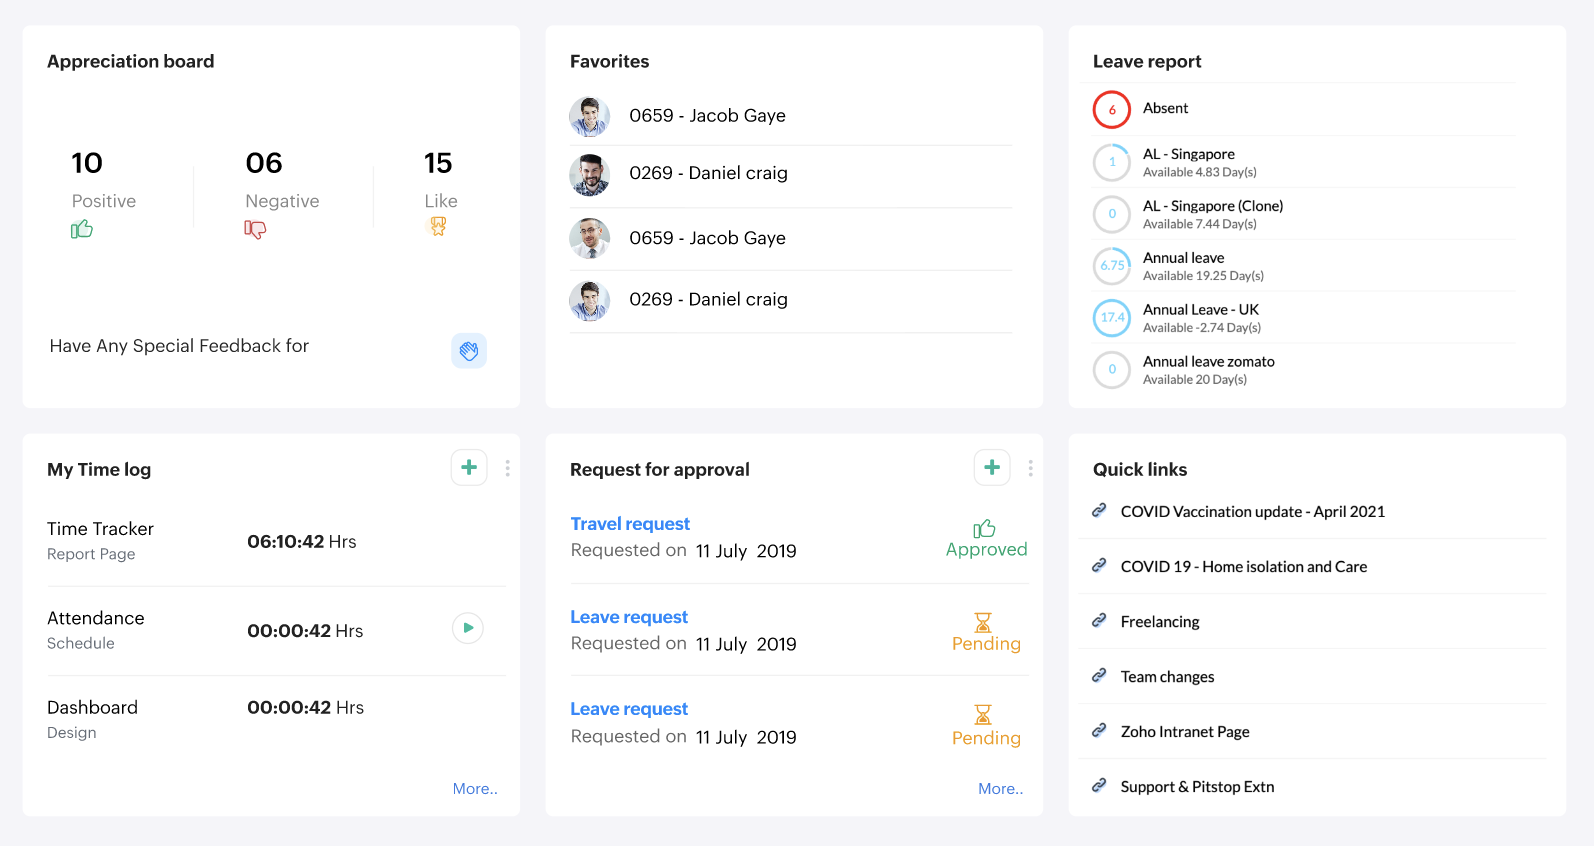 Appreciation board
10
Positive
06
Negative
15
Like
Have Any Special Feedback for
Favorites
0659 - Jacob Gaye
0269 - Daniel craig
0659 - Jacob Gaye
0269 - Daniel craig
Leave report
6
Absent
1
AL - Singapore
Available 4.83 Day(s)
0
AL - Singapore (Clone)
Available 7.44 Day(s)
6.75
Annual leave
Available 19.25 Day(s)
17.4
Annual Leave - UK
Available -2.74 Day(s)
0
Annual leave zomato
Available 20 Day(s)
My Time log
Time Tracker
Report Page
06:10:42 Hrs
Attendance
Schedule
00:00:42 Hrs
Dashboard
Design
00:00:42 Hrs
More..
Request for approval
Travel request
Requested on 11 July 2019
Approved
Leave request
Requested on 11 July 2019
Pending
Leave request
Requested on 11 July 2019
Pending
More..
Quick links
COVID Vaccination update - April 2021
COVID 19 - Home isolation and Care
Freelancing
Team changes
Zoho Intranet Page
Support & Pitstop Extn